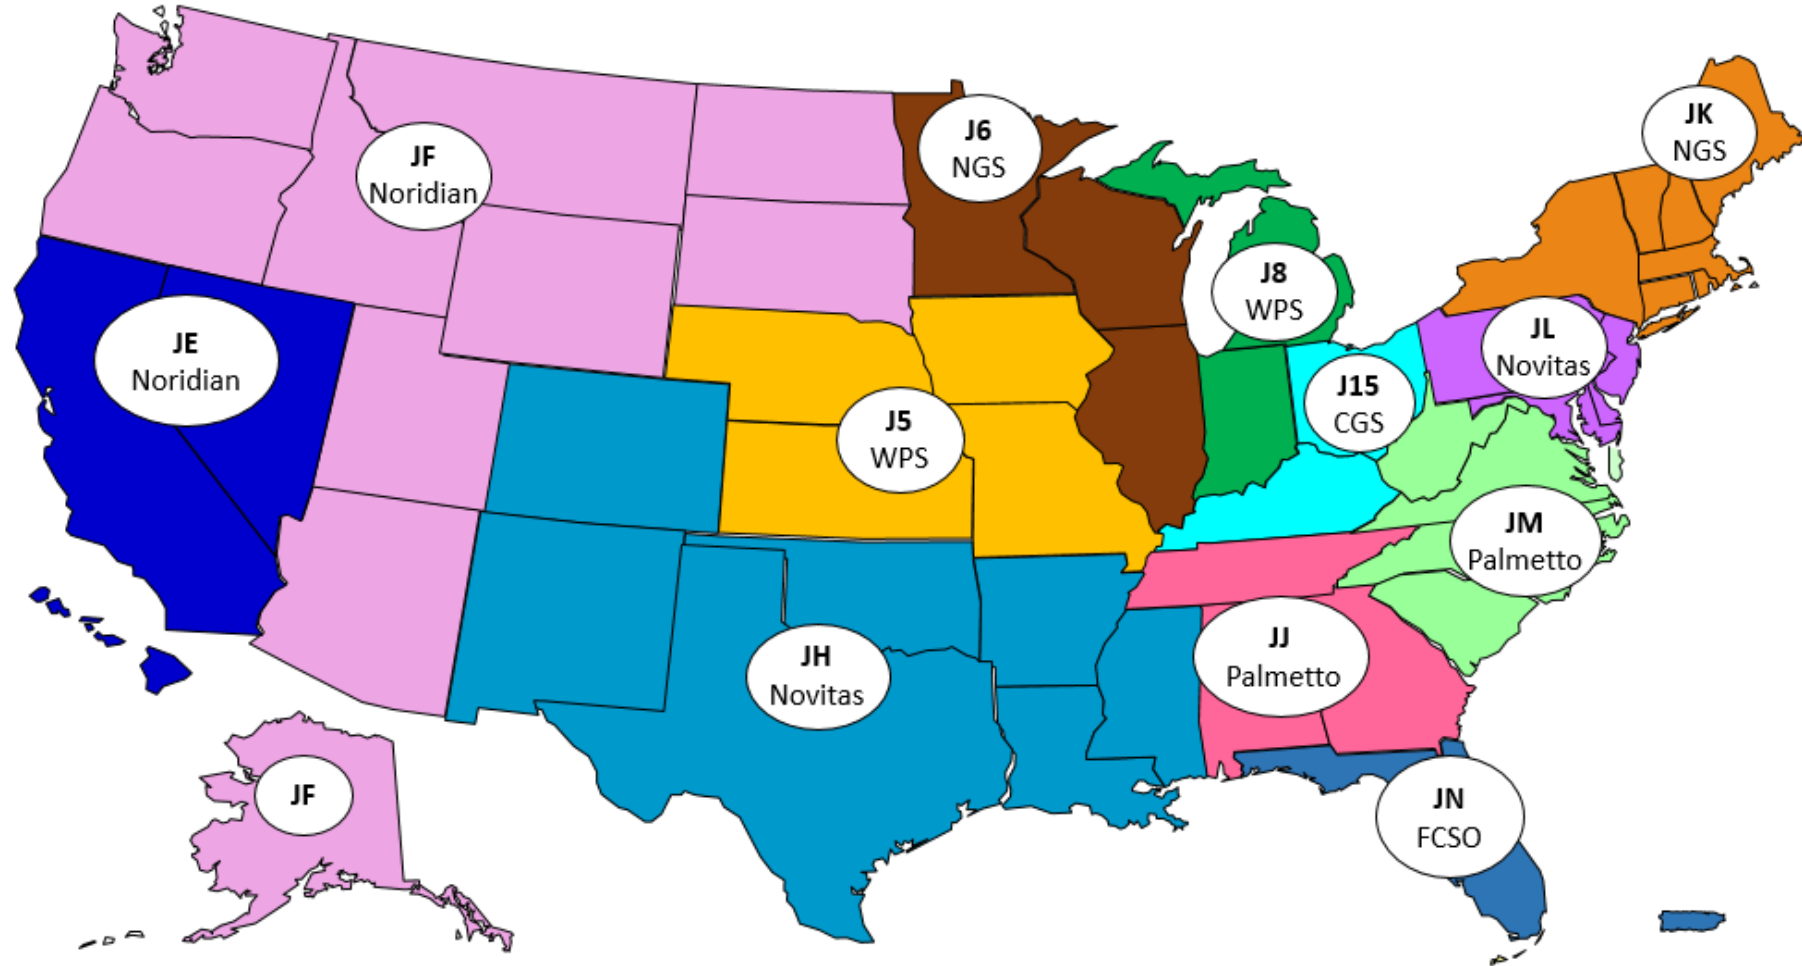 JF
Noridian
J6
NGS
JK
NGS
J8
WPS
JE
Noridian
JL
Novitas
J15
CGS
J5
WPS
JM
Palmetto
JH
Novitas
JJ
Palmetto
JF
JN
FCSO